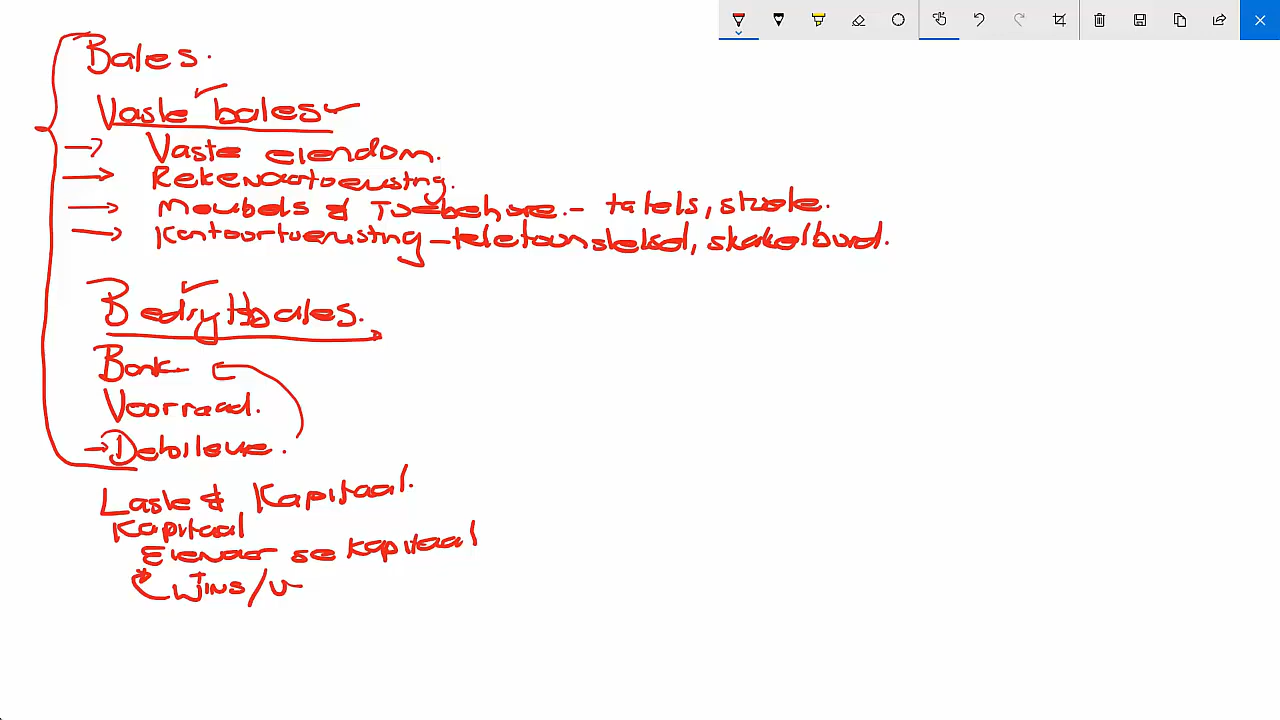 Bates.
Vaste bates
Vaste eiendom.
Rekenaartoerusting.
Meubels & Toebehore. - tafels, stoele.
Kantoortoerusting - telefoonstelsel, skakelbord.
Bedryfsbates.
Bank
Voorraad.
Debiteure.
Laste & Kapitaal.
Kapitaal
Eienaar se kapitaal
Wins/v